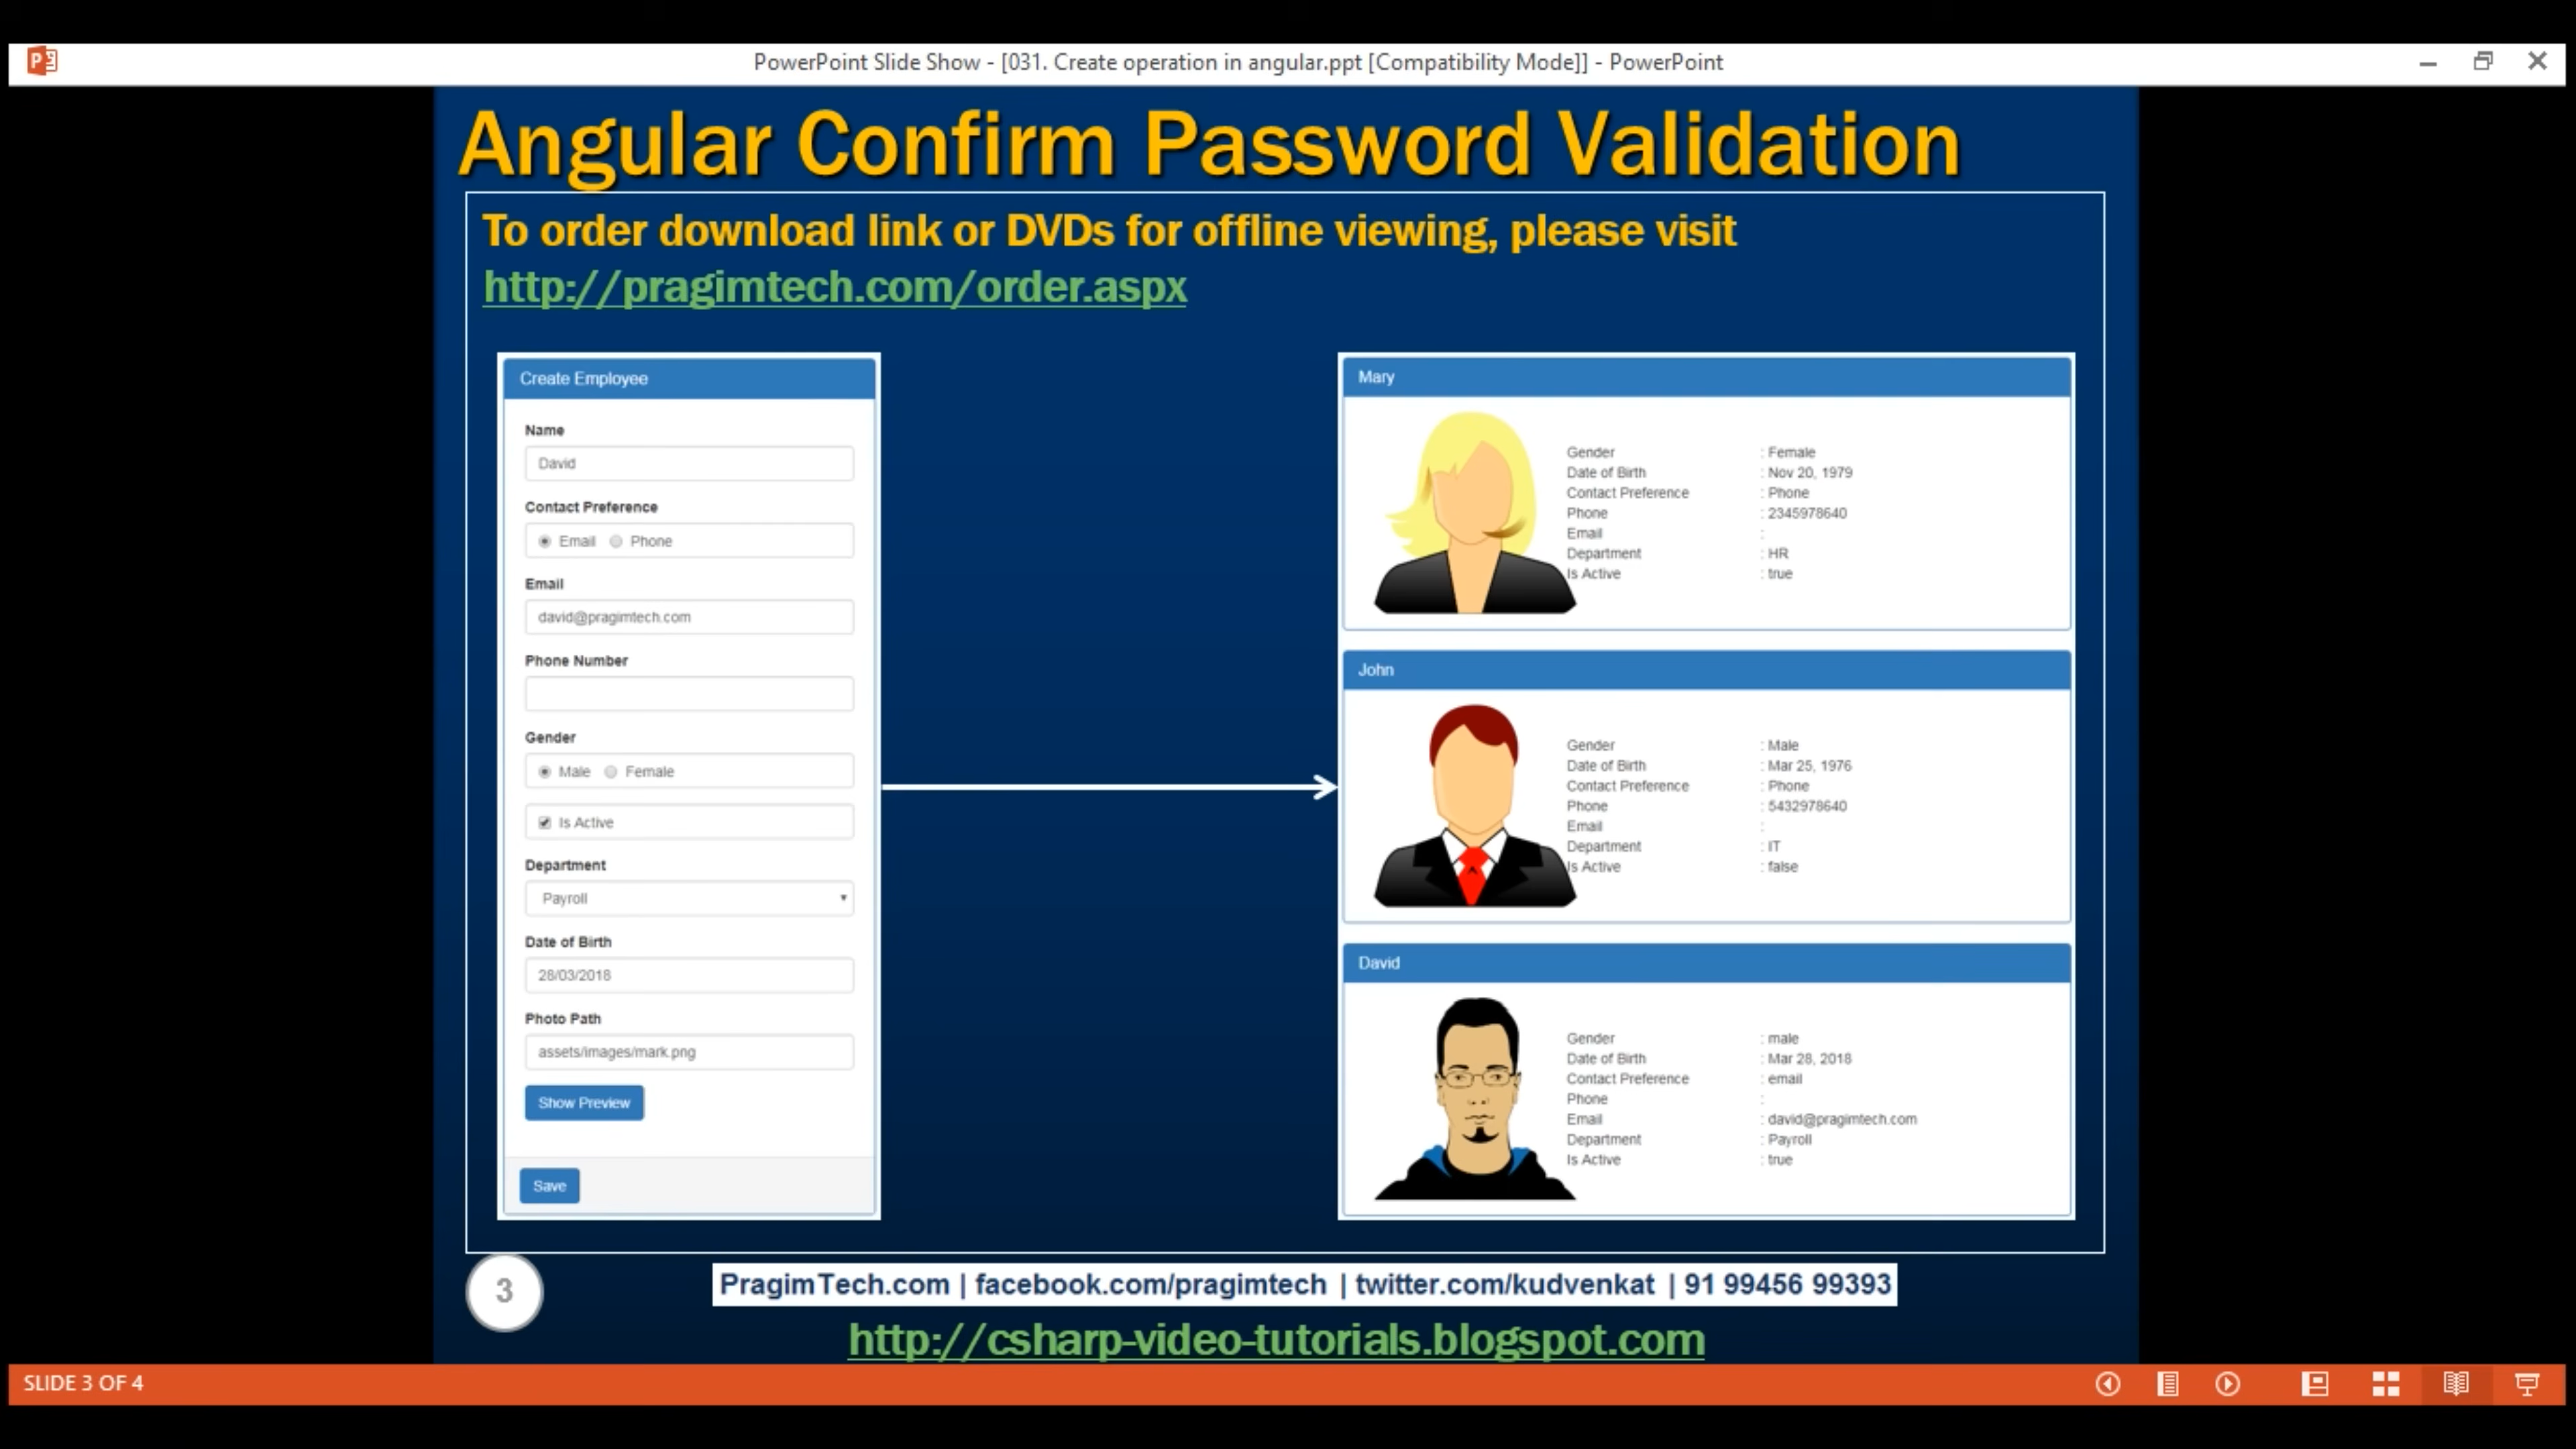 PowerPoint Slide Show - [031. Create operation in angular.ppt [Compatibility Mode]] - PowerPoint
Angular Confirm Password Validation
To order download link or DVDs for offline viewing, please visit
http://pragimtech.com/order.aspx
Create Employee
Name
David
Contact Preference
Email Phone
Email
david@pragimtech.com
Phone Number
Gender
Male Female
Is Active
Department
Payroll
Date of Birth
28/03/2018
Photo Path
assets/images/mark.png
Show Preview
Save
Mary
Gender : Female
Date of Birth : Nov 20, 1979
Contact Preference : Phone
Phone : 2345978640
Email :
Department : HR
Is Active : true
John
Gender : Male
Date of Birth : Mar 25, 1976
Contact Preference : Phone
Phone : 5432978640
Email :
Department : IT
Is Active : false
David
Gender : male
Date of Birth : Mar 28, 2018
Contact Preference : email
Phone :
Email : david@pragimtech.com
Department : Payroll
Is Active : true
3
PragimTech.com | facebook.com/pragimtech | twitter.com/kudvenkat | 91 99456 99393
http://csharp-video-tutorials.blogspot.com
SLIDE 3 OF 4